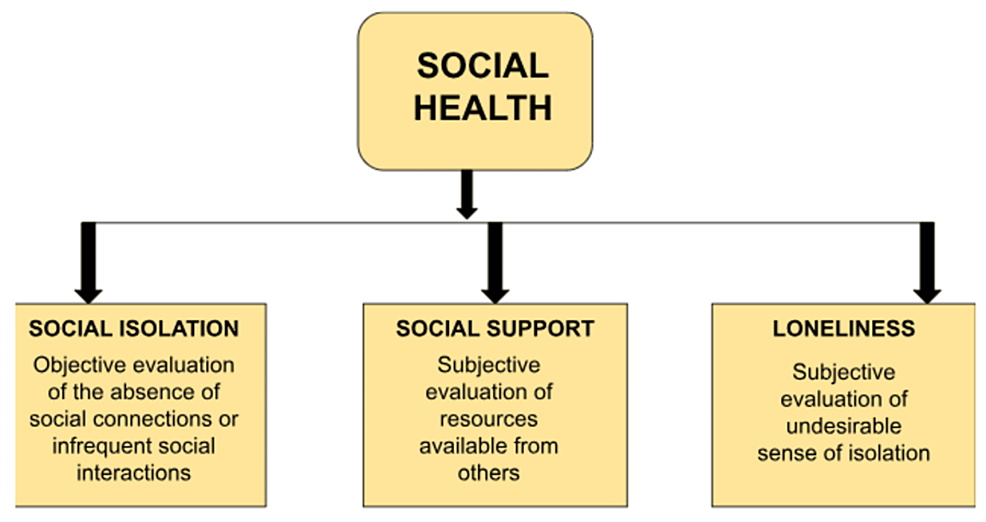 SOCIAL
HEALTH
SOCIAL ISOLATION
Objective evaluation
of the absence of
social connections or
infrequent social
interactions
SOCIAL SUPPORT
Subjective
evaluation of
resources
available from
others
LONELINESS
Subjective
evaluation of
undesirable
sense of isolation